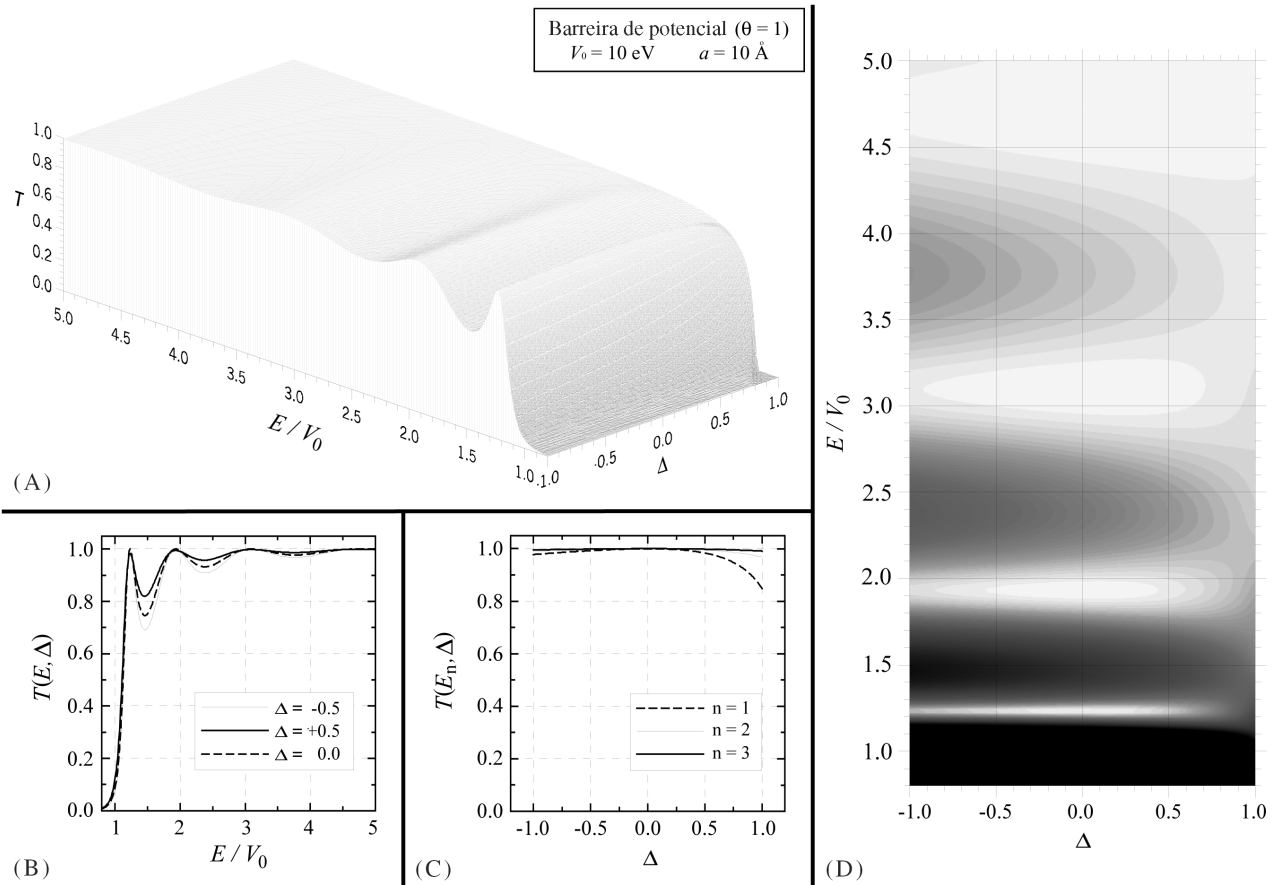 Barreira de potencial (θ = 1)
V₀ = 10 eV a = 10 Å
1.0
0.8
0.6
0.4
0.2
0.0
T
5.0
4.5
4.0
3.5
3.0
2.5
2.0
1.5
1.0
E / V₀
-1.0
-0.5
0.0
0.5
1.0
Δ
(A)
1.0
0.8
0.6
0.4
0.2
0.0
T(E, Δ)
1 2 3 4 5
E / V₀
Δ = -0.5
Δ = +0.5
Δ = 0.0
(B)
1.0
0.8
0.6
0.4
0.2
0.0
T(Eₙ, Δ)
-1.0 -0.5 0.0 0.5 1.0
Δ
n = 1
n = 2
n = 3
(C)
5.0
4.5
4.0
3.5
3.0
2.5
2.0
1.5
1.0
E / V₀
-1.0 -0.5 0.0 0.5 1.0
Δ
(D)